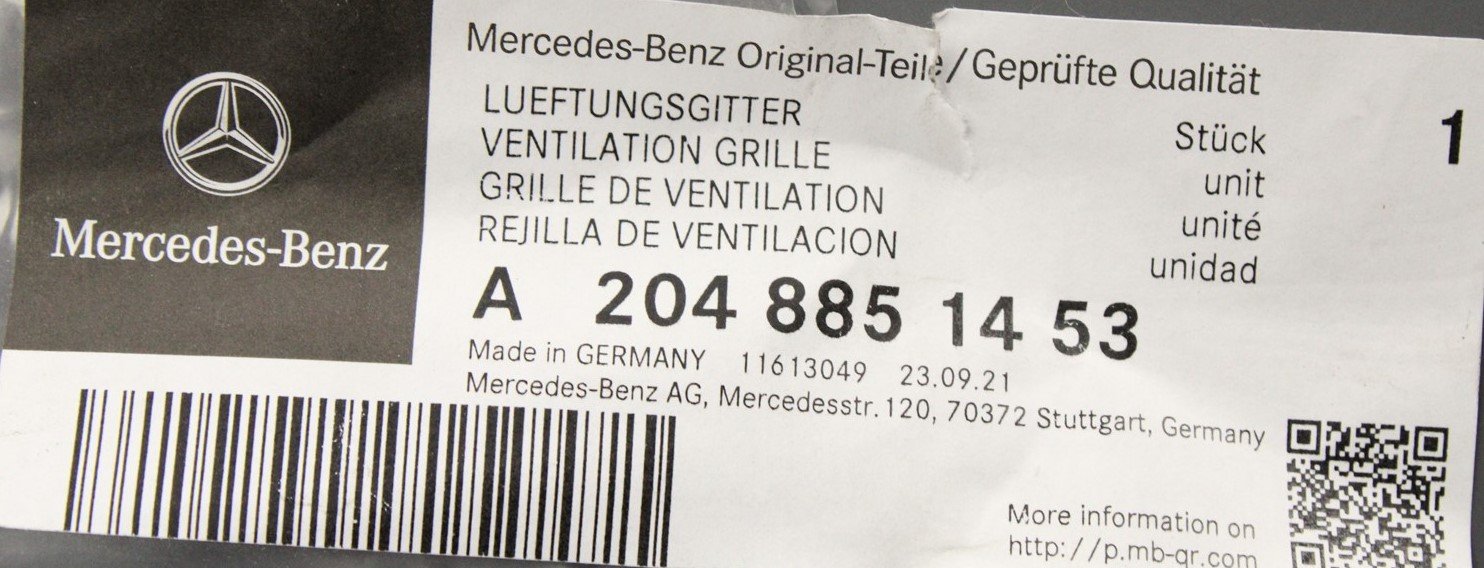 Mercedes-Benz
Mercedes-Benz Original-Teile/Geprüfte Qualität
LUEFTUNGSGITTER
VENTILATION GRILLE
GRILLE DE VENTILATION
REJILLA DE VENTILACION
Stück 1
unit
unité
unidad
A 204 885 14 53
Made in GERMANY 11613049 23.09.21
Mercedes-Benz AG, Mercedesstr. 120, 70372 Stuttgart, Germany
More information on
http://p.mb-qr.com